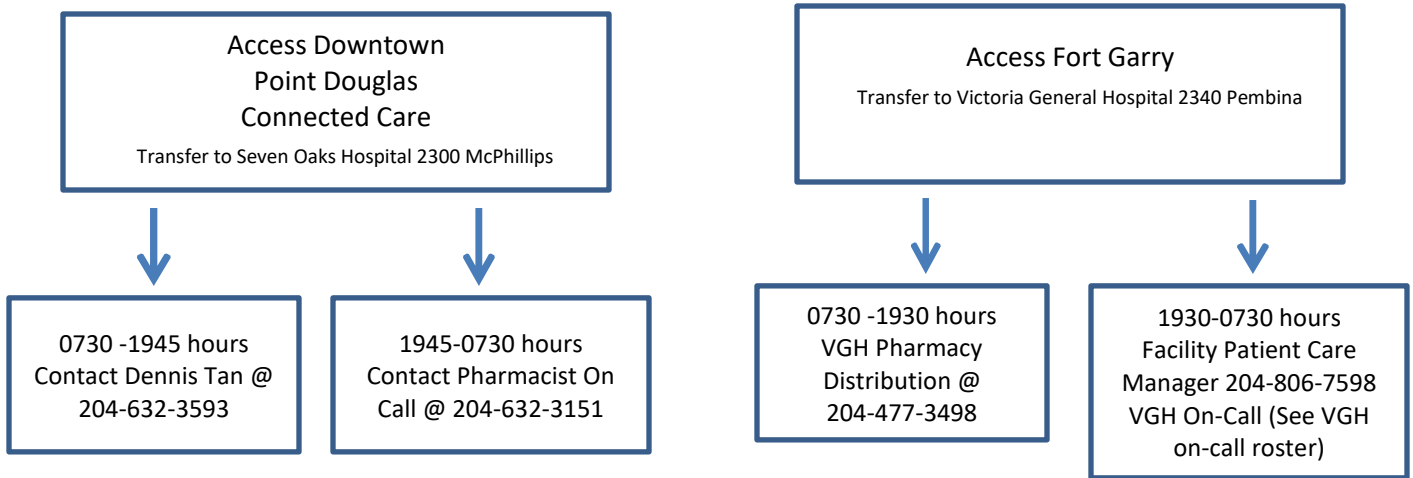 Access Downtown
Point Douglas
Connected Care
Transfer to Seven Oaks Hospital 2300 McPhillips
Access Fort Garry
Transfer to Victoria General Hospital 2340 Pembina
0730 -1945 hours
Contact Dennis Tan @
204-632-3593
1945-0730 hours
Contact Pharmacist On
Call @ 204-632-3151
0730 -1930 hours
VGH Pharmacy
Distribution @
204-477-3498
1930-0730 hours
Facility Patient Care
Manager 204-806-7598
VGH On-Call (See VGH
on-call roster)